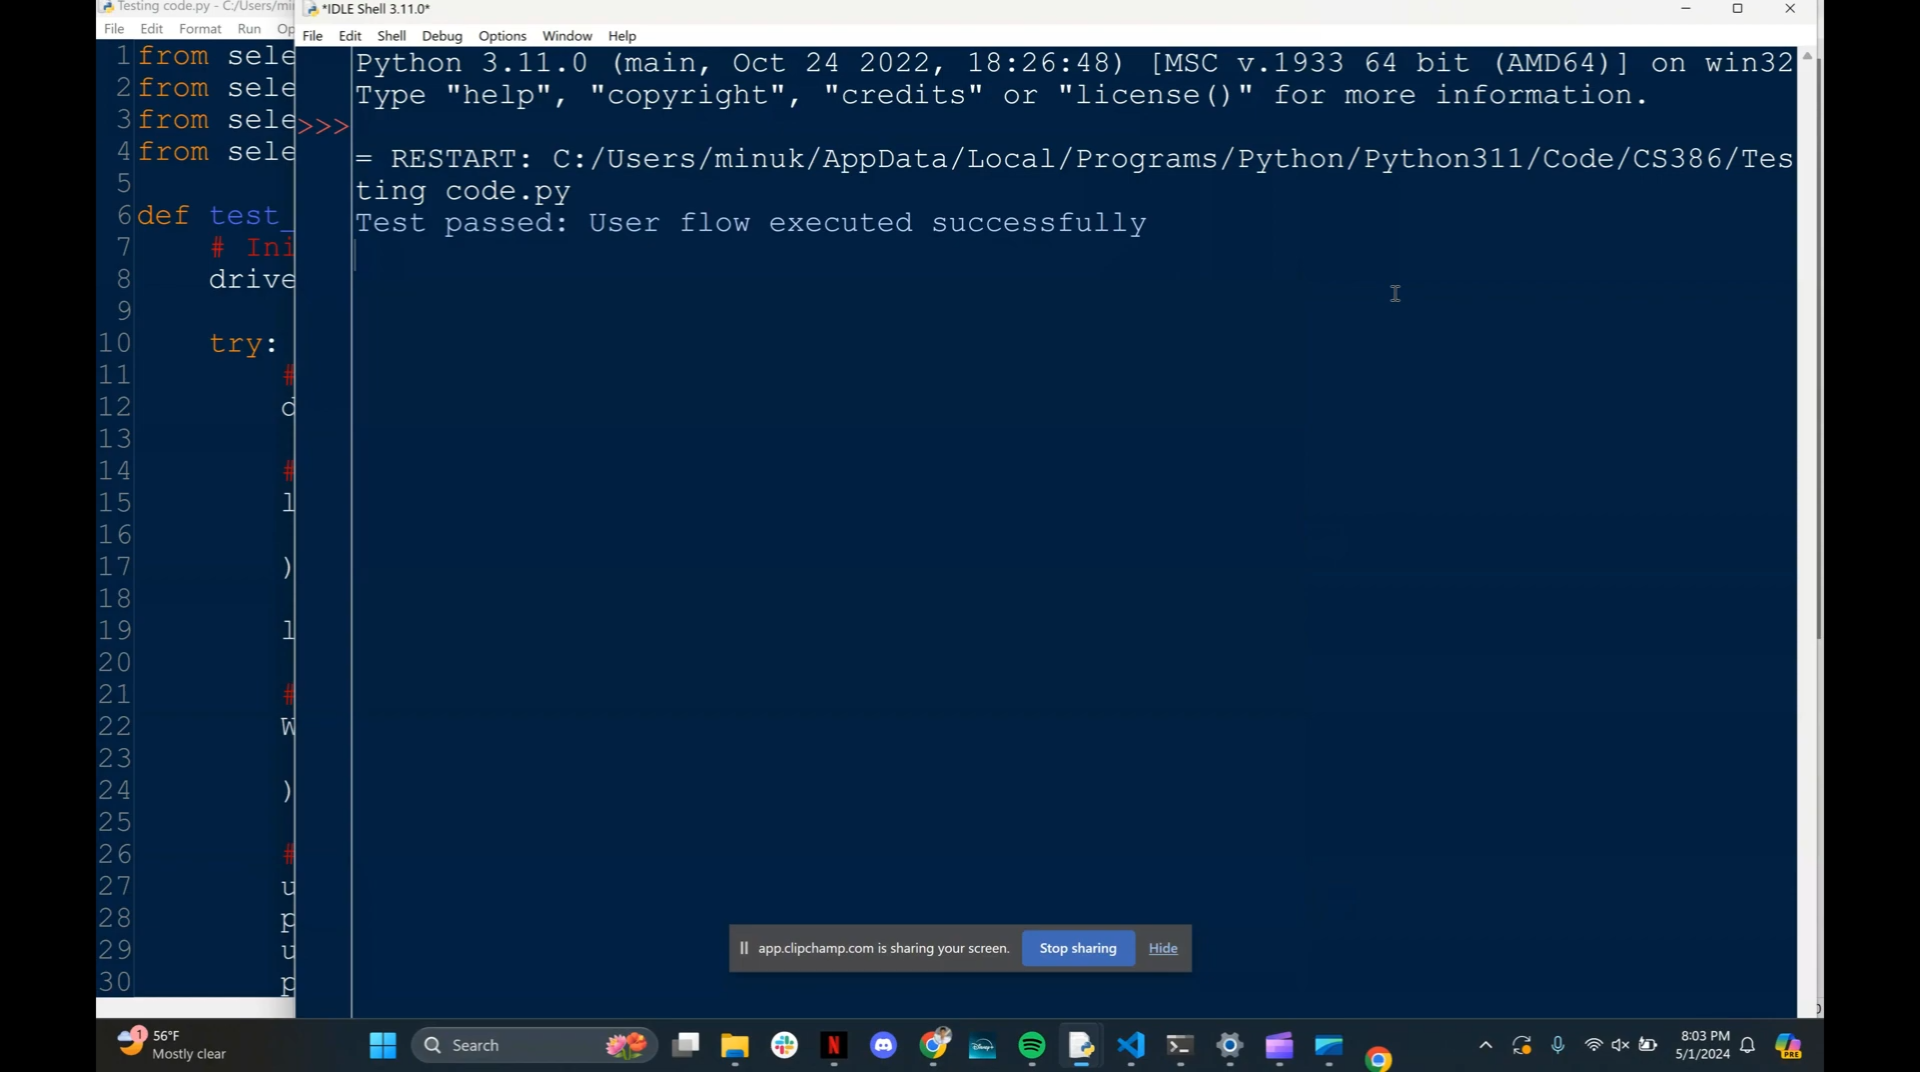 Testing code.py - C:/Users/mi
File Edit Format Run Op
*IDLE Shell 3.11.0*
File Edit Shell Debug Options Window Help
1 from sele
2 from sele
3 from sele
4 from sele
5
6 def test_
7 # Ini
8 drive
9
10 try:
11 #
12 d
13
14 #
15 l
16
17 )
18
19 l
20
21 #
22 W
23
24 )
25
26 #
27 u
28 p
29 u
30 p
Python 3.11.0 (main, Oct 24 2022, 18:26:48) [MSC v.1933 64 bit (AMD64)] on win32
Type "help", "copyright", "credits" or "license()" for more information.
>>>
= RESTART: C:/Users/minuk/AppData/Local/Programs/Python/Python311/Code/CS386/Tes
ting code.py
Test passed: User flow executed successfully
app.clipchamp.com is sharing your screen. Stop sharing Hide
1
56°F
Mostly clear
Search
N
Disney+
8:03 PM
5/1/2024
PRE